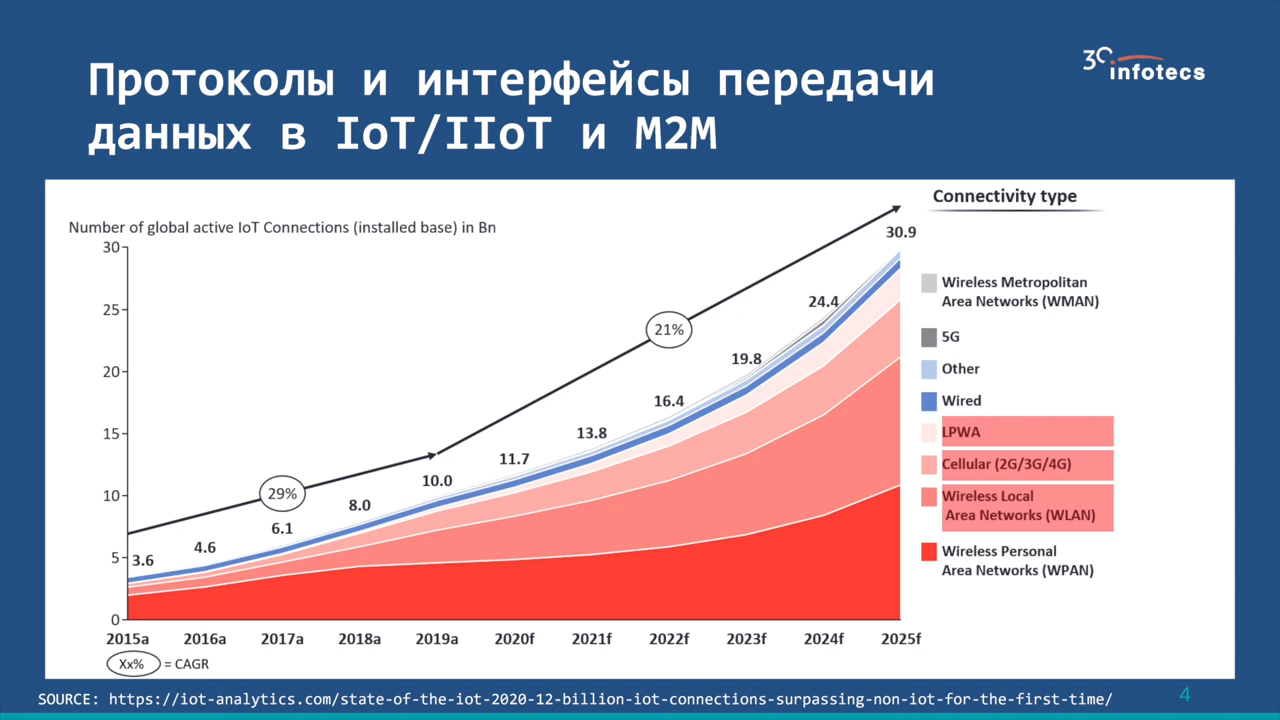 Протоколы и интерфейсы передачи
данных в IoT/IIoT и M2M
30 infotecs
Number of global active IoT Connections (installed base) in Bn
Connectivity type
30
25
20
15
10
5
0
3.6
4.6
6.1
8.0
10.0
11.7
13.8
16.4
19.8
24.4
30.9
29%
21%
2015a 2016a 2017a 2018a 2019a 2020f 2021f 2022f 2023f 2024f 2025f
Xx% = CAGR
Wireless Metropolitan
Area Networks (WMAN)
5G
Other
Wired
LPWA
Cellular (2G/3G/4G)
Wireless Local
Area Networks (WLAN)
Wireless Personal
Area Networks (WPAN)
SOURCE: https://iot-analytics.com/state-of-the-iot-2020-12-billion-iot-connections-surpassing-non-iot-for-the-first-time/
4